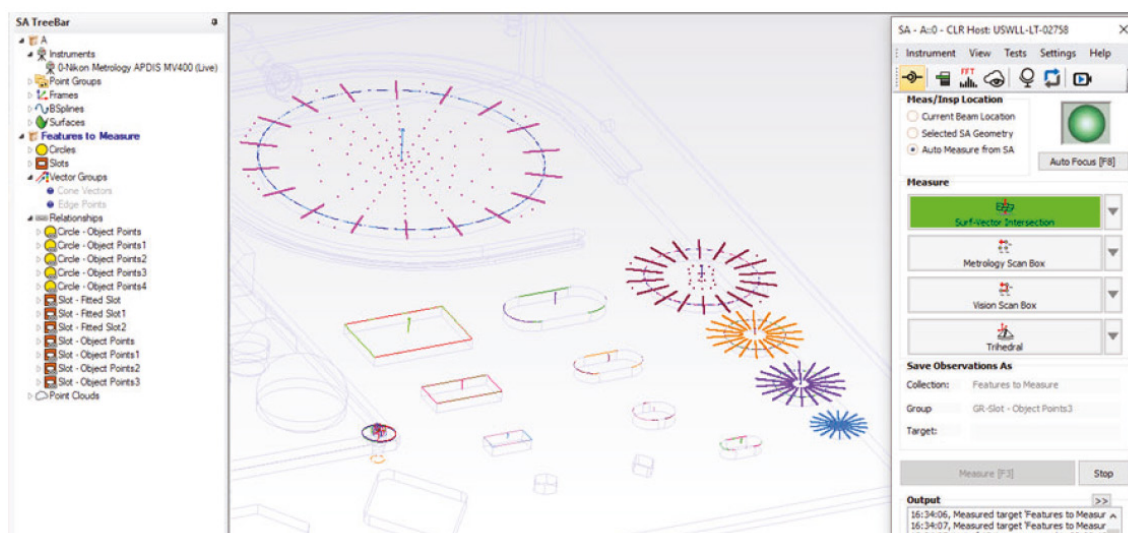 SA TreeBar
A
Instruments
0-Nikon Metrology APDIS MV400 (Live)
Point Groups
Frames
BSplines
Surfaces
Features to Measure
Circles
Slots
Vector Groups
Cone Vectors
Edge Points
Relationships
Circle - Object Points
Circle - Object Points1
Circle - Object Points2
Circle - Object Points3
Circle - Object Points4
Slot - Fitted Slot
Slot - Fitted Slot1
Slot - Fitted Slot2
Slot - Object Points
Slot - Object Points1
Slot - Object Points2
Slot - Object Points3
Point Clouds
SA - A::0 - CLR Host: USWLL-LT-02758
Instrument View Tests Settings Help
FFT
Meas/Insp Location
Current Beam Location
Selected SA Geometry
Auto Measure from SA
Auto Focus [F8]
Measure
Surf-Vector Intersection
Metrology Scan Box
Vision Scan Box
Trihedral
Save Observations As
Collection: Features to Measure
Group GR-Slot - Object Points3
Target:
Measure [F3] Stop
Output >>
16:34:06, Measured target 'Features to Measur
16:34:07, Measured target 'Features to Measur